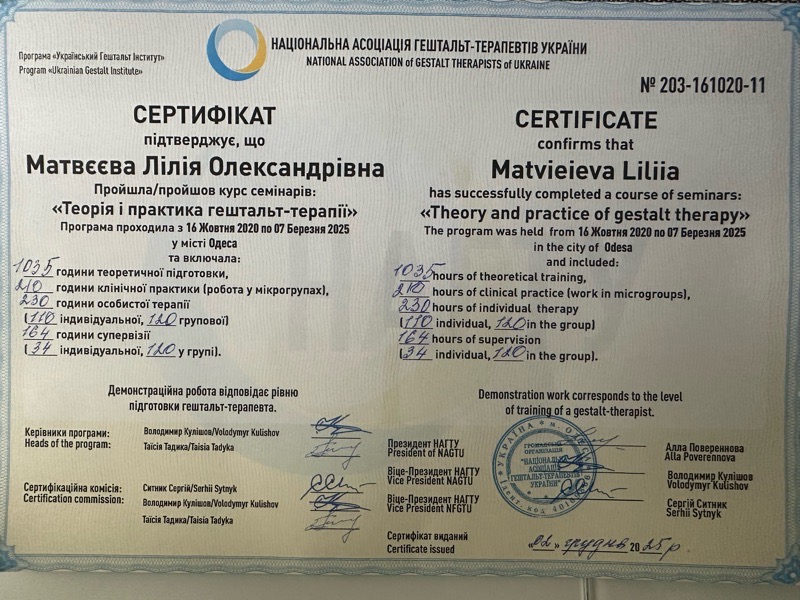 Програма «Український Гештальт Інститут»
Program «Ukrainian Gestalt Institute»
НАЦІОНАЛЬНА АСОЦІАЦІЯ ГЕШТАЛЬТ-ТЕРАПЕВТІВ УКРАЇНИ
NATIONAL ASSOCIATION of GESTALT THERAPISTS of UKRAINE
№ 203-161020-11
СЕРТИФІКАТ
підтверджує, що
Матвєєва Лілія Олександрівна
Пройшла/пройшов курс семінарів:
«Теорія і практика гештальт-терапії»
Програма проходила з 16 Жовтня 2020 по 07 Березня 2025
у місті Одеса
та включала:
1035 години теоретичної підготовки,
210 години клінічної практики (робота у мікрогрупах),
230 години особистої терапії
(110 індивідуальної, 120 групової)
164 години супервізії
(34 індивідуальної, 120 у групі).
Демонстраційна робота відповідає рівню
підготовки гештальт-терапевта.
CERTIFICATE
confirms that
Matvieieva Liliia
has successfully completed a course of seminars:
«Theory and practice of gestalt therapy»
The program was held from 16 Жовтня 2020 по 07 Березня 2025
in the city of Odesa
and included:
1035 hours of theoretical training,
210 hours of clinical practice (work in microgroups),
230 hours of individual therapy
(110 individual, 120 in the group)
164 hours of supervision
(34 individual, 120 in the group).
Demonstration work corresponds to the level
of training of a gestalt-therapist.
Керівники програми:
Heads of the program:
Володимир Кулішов/Volodymyr Kulishov
Таїсія Тадика/Taisia Tadyka
Сертифікаційна комісія:
Certification commission:
Ситник Сергій/Serhii Sytnyk
Володимир Кулішов/Volodymyr Kulishov
Таїсія Тадика/Taisia Tadyka
Президент НАГТУ
President of NAGTU
Алла Повереннова
Alla Poverennova
Віце-Президент НАГТУ
Vice President NAGTU
Володимир Кулішов
Volodymyr Kulishov
Віце-Президент НАГТУ
Vice President NFGTU
Сергій Ситник
Serhii Sytnyk
УКРАЇНА
ГРОМАДСЬКА
ОРГАНІЗАЦІЯ
"НАЦІОНАЛЬНА
АСОЦІАЦІЯ
ГЕШТАЛЬТ-ТЕРАПЕВТІВ
УКРАЇНИ"
Сертифікат виданий
Certificate issued
«02» грудня 2025 р.